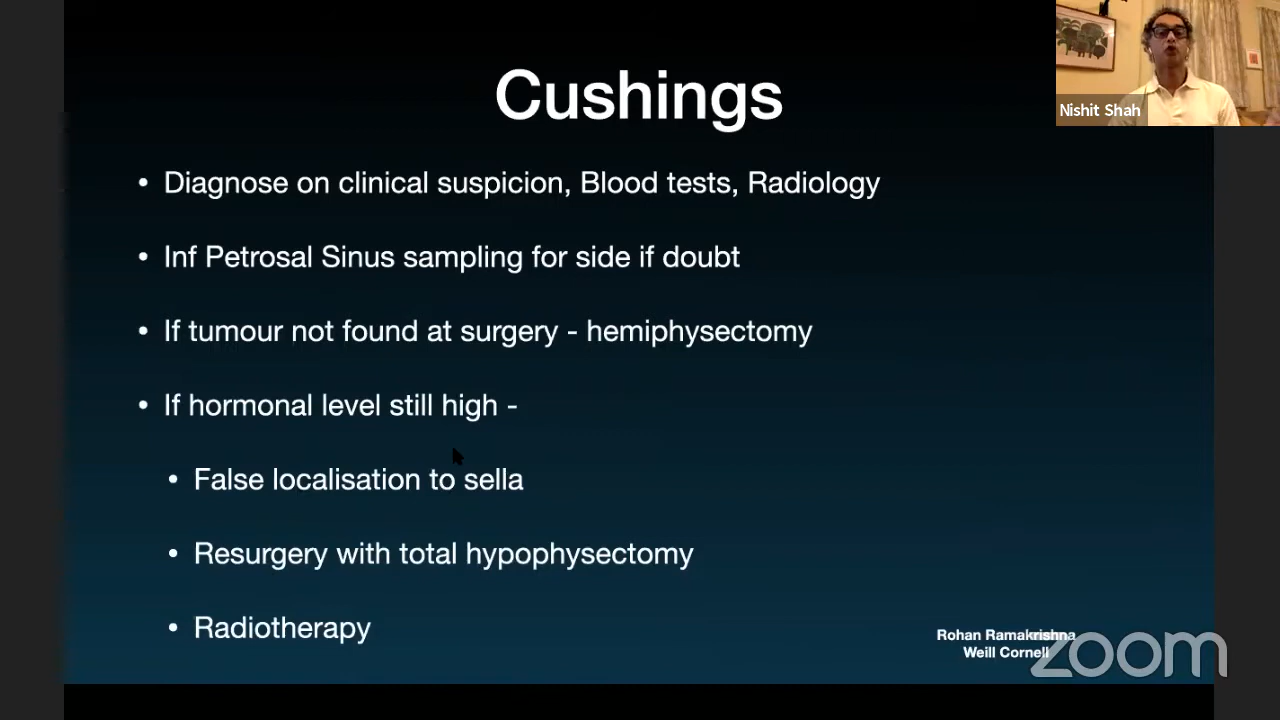 Cushings
Nishit Shah
• Diagnose on clinical suspicion, Blood tests, Radiology
• Inf Petrosal Sinus sampling for side if doubt
• If tumour not found at surgery - hemiphysectomy
• If hormonal level still high -
• False localisation to sella
• Resurgery with total hypophysectomy
• Radiotherapy
Rohan Ramakrishna
Weill Cornell
zoom